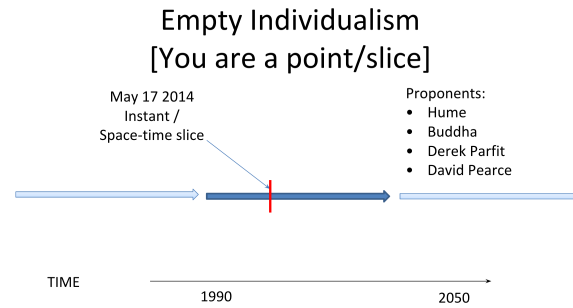 Empty Individualism
[You are a point/slice]
May 17 2014
Instant /
Space-time slice
Proponents:
• Hume
• Buddha
• Derek Parfit
• David Pearce
TIME
1990
2050